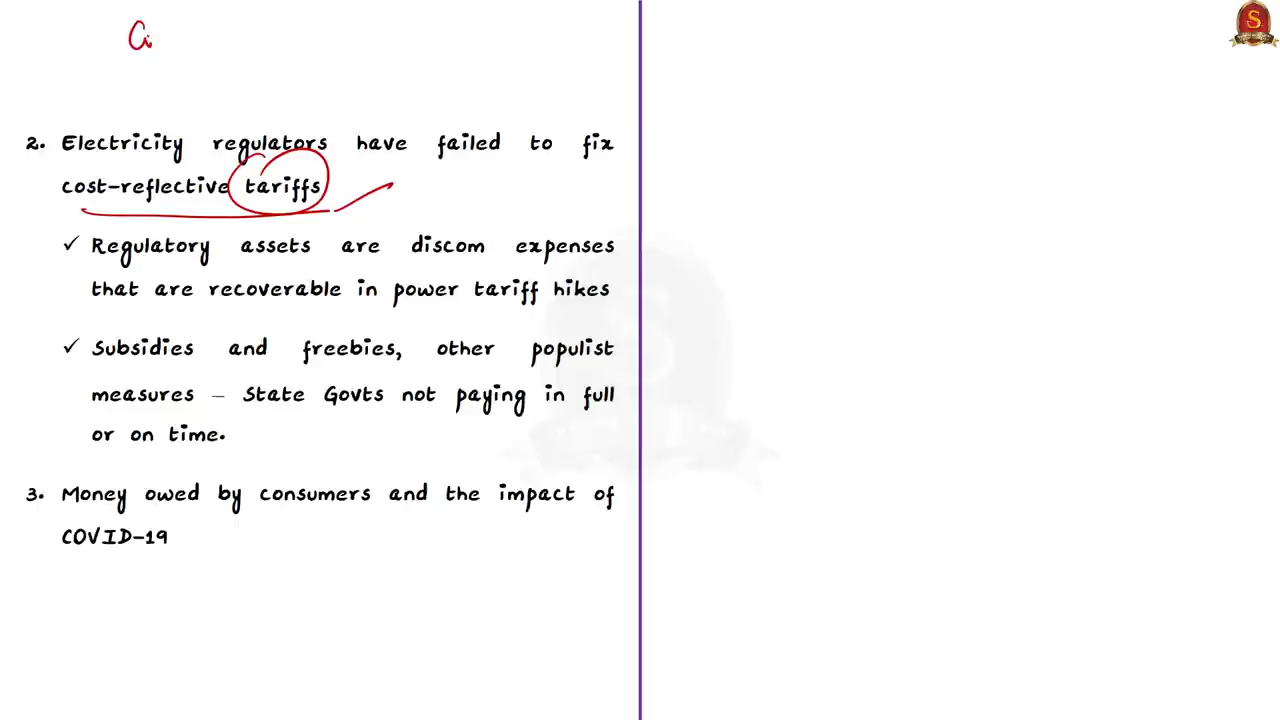 2. Electricity regulators have failed to fix
cost-reflective tariffs
✓ Regulatory assets are discom expenses
that are recoverable in power tariff hikes
✓ Subsidies and freebies, other populist
measures – State Govts not paying in full
or on time.
3. Money owed by consumers and the impact of
COVID-19